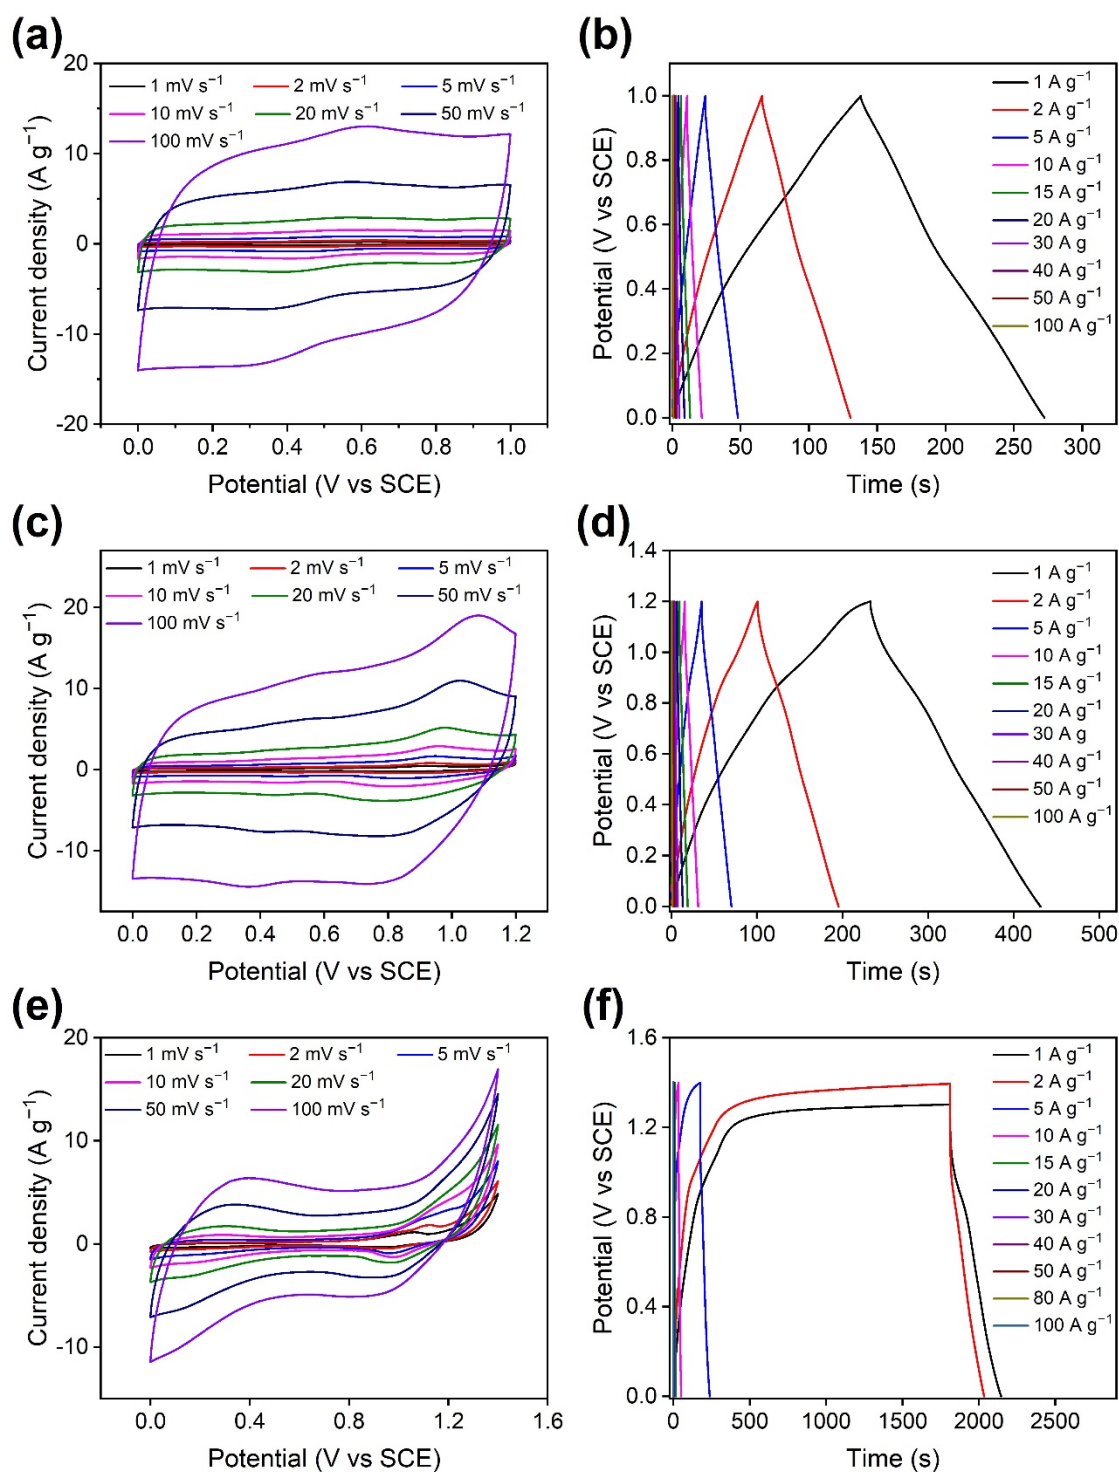 (a)
20
10
0
-10
-20
Current density (A g⁻¹)
1 mV s⁻¹ 2 mV s⁻¹ 5 mV s⁻¹
10 mV s⁻¹ 20 mV s⁻¹ 50 mV s⁻¹
100 mV s⁻¹
0.0 0.2 0.4 0.6 0.8 1.0
Potential (V vs SCE)
(b)
1.0
0.8
0.6
0.4
0.2
0.0
Potential (V vs SCE)
1 A g⁻¹
2 A g⁻¹
5 A g⁻¹
10 A g⁻¹
15 A g⁻¹
20 A g⁻¹
30 A g
40 A g⁻¹
50 A g⁻¹
100 A g⁻¹
0 50 100 150 200 250 300
Time (s)
(c)
20
10
0
-10
Current density (A g⁻¹)
1 mV s⁻¹ 2 mV s⁻¹ 5 mV s⁻¹
10 mV s⁻¹ 20 mV s⁻¹ 50 mV s⁻¹
100 mV s⁻¹
0.0 0.2 0.4 0.6 0.8 1.0 1.2
Potential (V vs SCE)
(d)
1.4
1.2
1.0
0.8
0.6
0.4
0.2
0.0
Potential (V vs SCE)
1 A g⁻¹
2 A g⁻¹
5 A g⁻¹
10 A g⁻¹
15 A g⁻¹
20 A g⁻¹
30 A g
40 A g⁻¹
50 A g⁻¹
100 A g⁻¹
0 100 200 300 400 500
Time (s)
(e)
20
10
0
-10
Current density (A g⁻¹)
1 mV s⁻¹ 2 mV s⁻¹ 5 mV s⁻¹
10 mV s⁻¹ 20 mV s⁻¹
50 mV s⁻¹ 100 mV s⁻¹
0.0 0.4 0.8 1.2 1.6
Potential (V vs SCE)
(f)
1.6
1.2
0.8
0.4
0.0
Potential (V vs SCE)
1 A g⁻¹
2 A g⁻¹
5 A g⁻¹
10 A g⁻¹
15 A g⁻¹
20 A g⁻¹
30 A g⁻¹
40 A g⁻¹
50 A g⁻¹
80 A g⁻¹
100 A g⁻¹
0 500 1000 1500 2000 2500
Time (s)